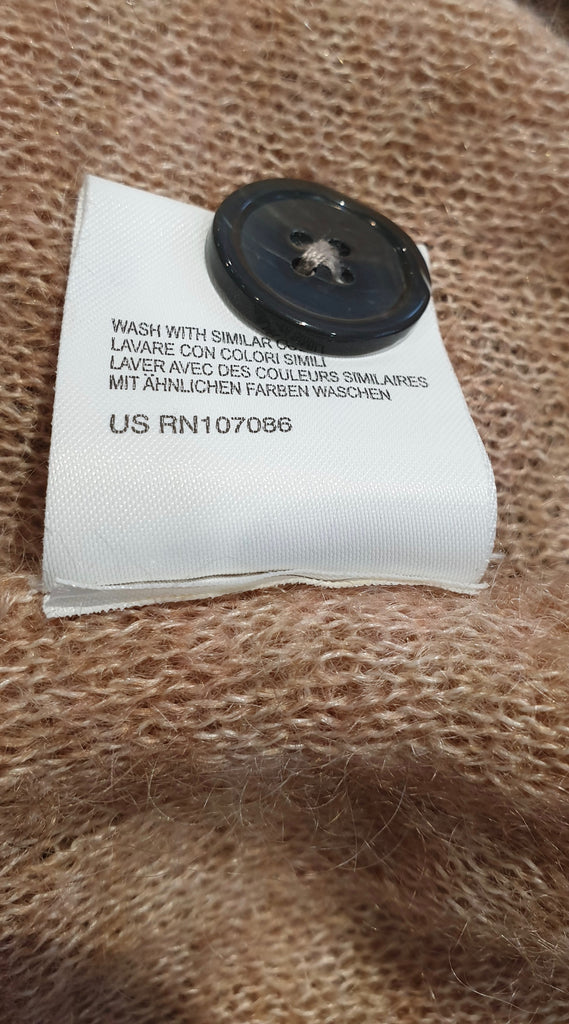 WASH WITH SIMILAR
LAVARE CON COLORI SIMILI
LAVER AVEC DES COULEURS SIMILAIRES
MIT ÄHNLICHEN FARBEN WASCHEN
US RN107086